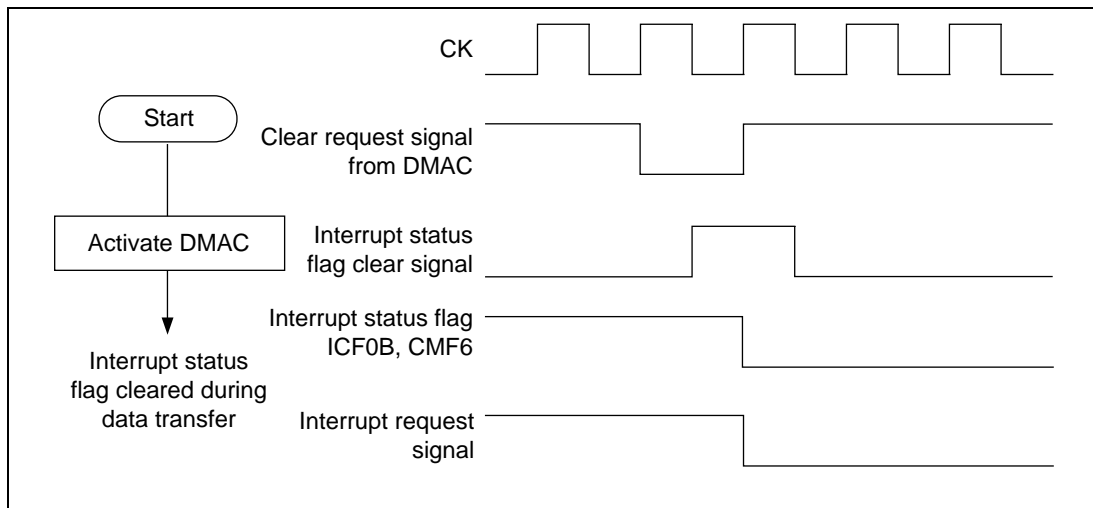 CK
Start
Clear request signal
from DMAC
Activate DMAC
Interrupt status
flag clear signal
Interrupt status flag
ICF0B, CMF6
Interrupt status
flag cleared during
data transfer
Interrupt request
signal